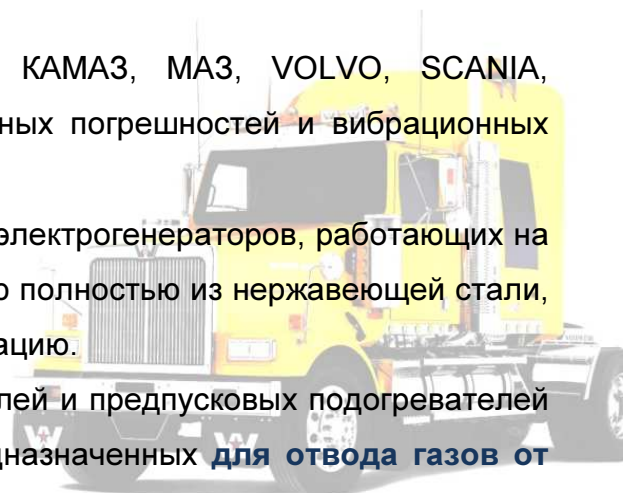 КАМАЗ, МАЗ, VOLVO, SCANIA,
ных погрешностей и вибрационных
электрогенераторов, работающих на
о полностью из нержавеющей стали,
ацию.
лей и предпусковых подогревателей
дназначенных для отвода газов от